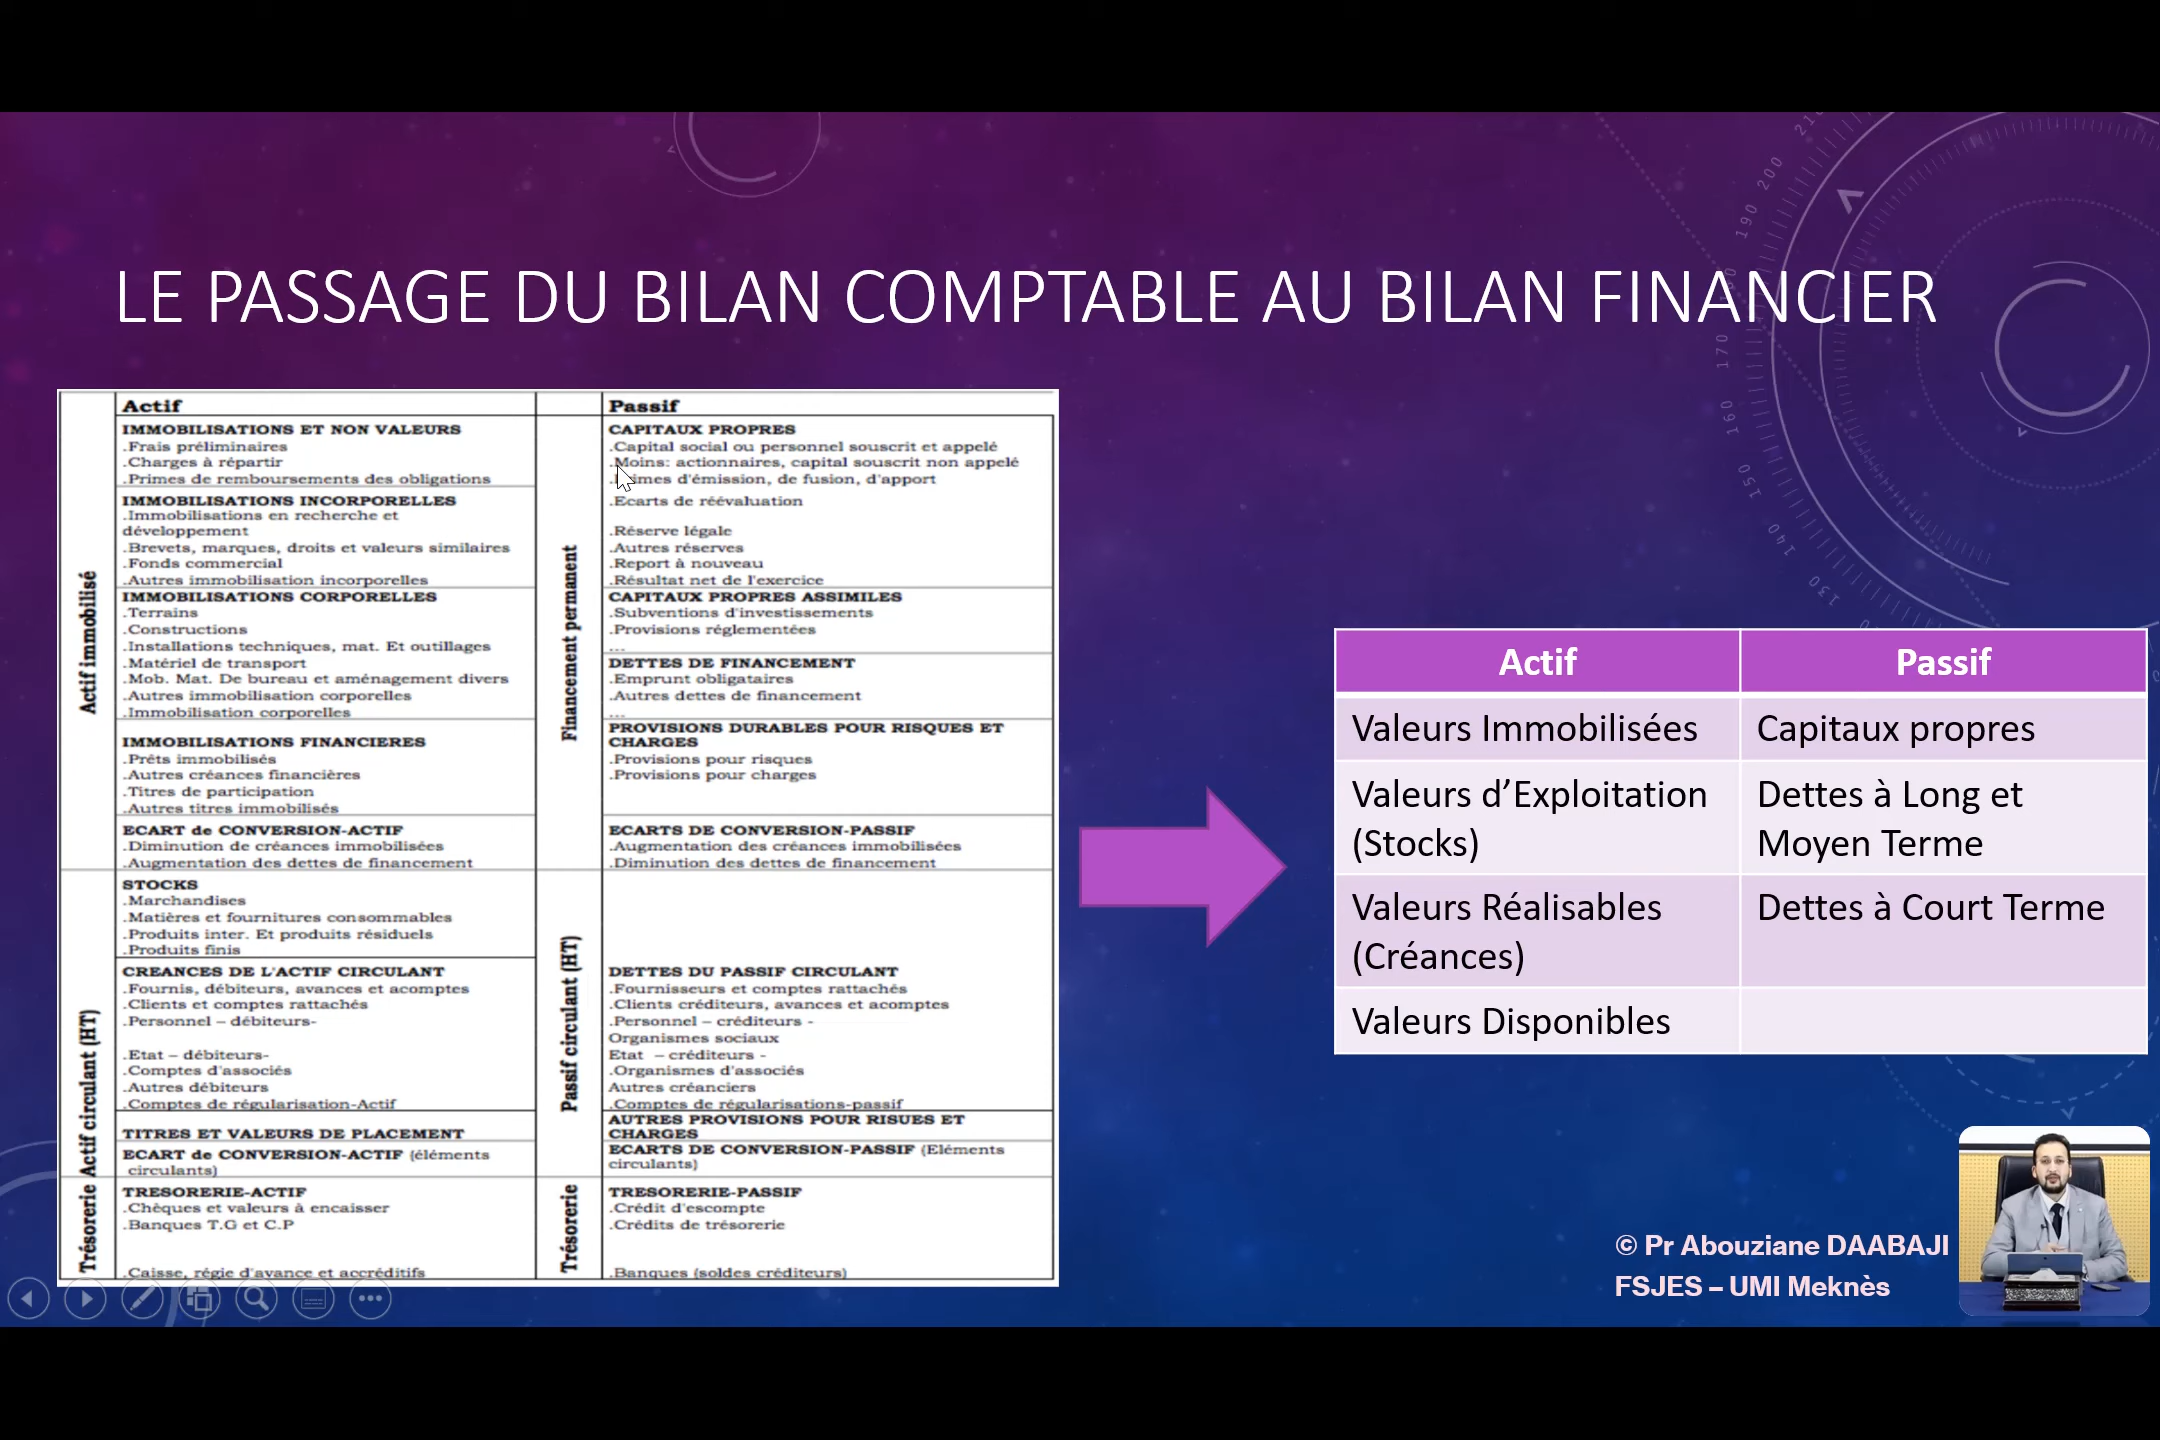 LE PASSAGE DU BILAN COMPTABLE AU BILAN FINANCIER
Actif
Passif
Actif immobilisé
IMMOBILISATIONS ET NON VALEURS
.Frais préliminaires
.Charges à répartir
.Primes de remboursements des obligations
IMMOBILISATIONS INCORPORELLES
.Immobilisations en recherche et
développement
.Brevets, marques, droits et valeurs similaires
.Fonds commercial
.Autres immobilisation incorporelles
IMMOBILISATIONS CORPORELLES
.Terrains
.Constructions
.Installations techniques, mat. Et outillages
.Matériel de transport
.Mob. Mat. De bureau et aménagement divers
.Autres immobilisation corporelles
.Immobilisation corporelles
IMMOBILISATIONS FINANCIERES
.Prêts immobilisés
.Autres créances financières
.Titres de participation
.Autres titres immobilisés
ECART de CONVERSION-ACTIF
.Diminution de créances immobilisées
.Augmentation des dettes de financement
Financement permanent
CAPITAUX PROPRES
.Capital social ou personnel souscrit et appelé
.Moins: actionnaires, capital souscrit non appelé
.Primes d'émission, de fusion, d'apport
.Ecarts de réévaluation
.Réserve légale
.Autres réserves
.Report à nouveau
.Résultat net de l'exercice
CAPITAUX PROPRES ASSIMILES
.Subventions d'investissements
.Provisions réglementées
...
DETTES DE FINANCEMENT
.Emprunt obligataires
.Autres dettes de financement
...
PROVISIONS DURABLES POUR RISQUES ET
CHARGES
.Provisions pour risques
.Provisions pour charges
ECARTS DE CONVERSION-PASSIF
.Augmentation des créances immobilisées
.Diminution des dettes de financement
Actif circulant (HT)
STOCKS
.Marchandises
.Matières et fournitures consommables
.Produits inter. Et produits résiduels
.Produits finis
CREANCES DE L'ACTIF CIRCULANT
.Fournis, débiteurs, avances et acomptes
.Clients et comptes rattachés
.Personnel – débiteurs-
.Etat – débiteurs-
.Comptes d'associés
.Autres débiteurs
.Comptes de régularisation-Actif
TITRES ET VALEURS DE PLACEMENT
ECART de CONVERSION-ACTIF (éléments
circulants)
Passif circulant (HT)
DETTES DU PASSIF CIRCULANT
.Fournisseurs et comptes rattachés
.Clients créditeurs, avances et acomptes
.Personnel – créditeurs -
Organismes sociaux
Etat – créditeurs -
.Organismes d'associés
Autres créanciers
.Comptes de régularisations-passif
AUTRES PROVISIONS POUR RISUES ET
CHARGES
ECARTS DE CONVERSION-PASSIF (Eléments
circulants)
Trésorerie
TRESORERIE-ACTIF
.Chèques et valeurs à encaisser
.Banques T.G et C.P
.Caisse, régie d'avance et accréditifs
Trésorerie
TRESORERIE-PASSIF
.Crédit d'escompte
.Crédits de trésorerie
.Banques (soldes créditeurs)
Actif
Passif
Valeurs Immobilisées
Capitaux propres
Valeurs d’Exploitation
(Stocks)
Dettes à Long et
Moyen Terme
Valeurs Réalisables
(Créances)
Dettes à Court Terme
Valeurs Disponibles
© Pr Abouziane DAABAJI
FSJES – UMI Meknès
210
200
190
170
160
150
140
130